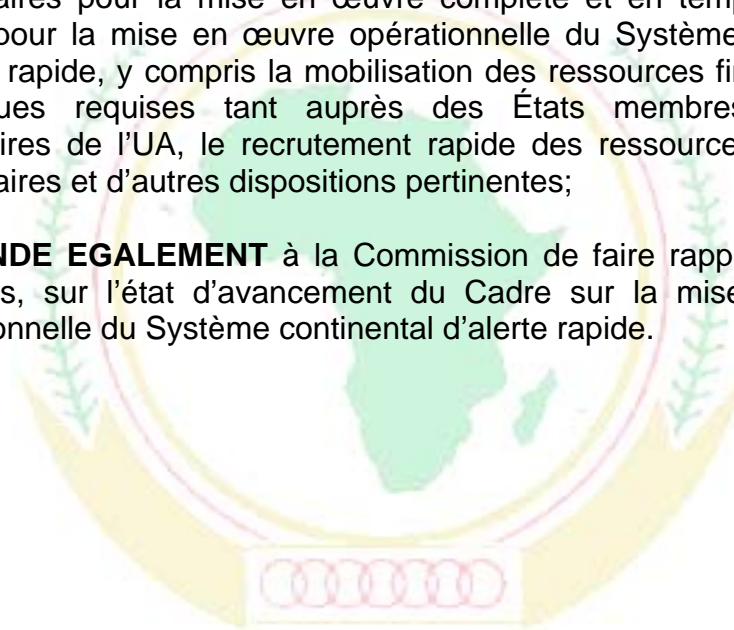 aires pour la mise en œuvre complète et en temp
pour la mise en œuvre opérationnelle du Système
rapide, y compris la mobilisation des ressources fi
ues requises tant auprès des États membres
ires de l’UA, le recrutement rapide des ressource
aires et d’autres dispositions pertinentes;
NDE EGALEMENT à la Commission de faire rapp
s, sur l’état d’avancement du Cadre sur la mise
onnelle du Système continental d’alerte rapide.